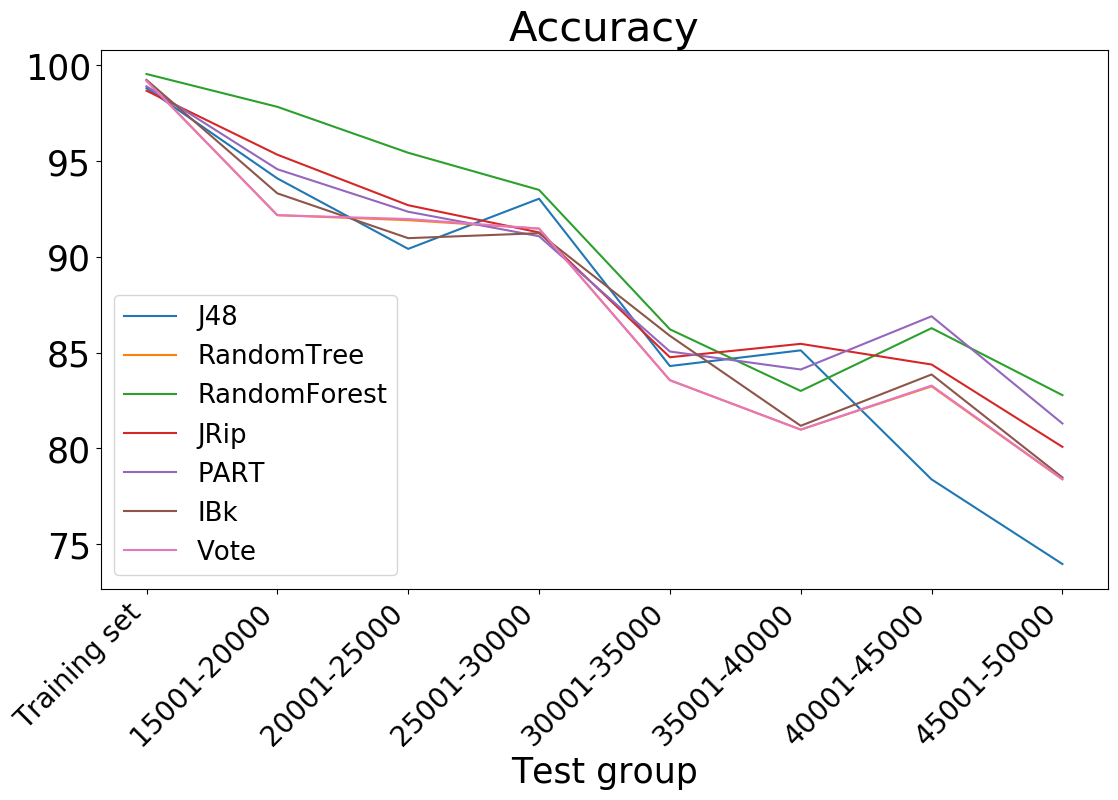 Accuracy
100
95
90
85
80
75
J48
RandomTree
RandomForest
JRip
PART
IBk
Vote
Training set
15001-20000
20001-25000
25001-30000
30001-35000
35001-40000
40001-45000
45001-50000
Test group